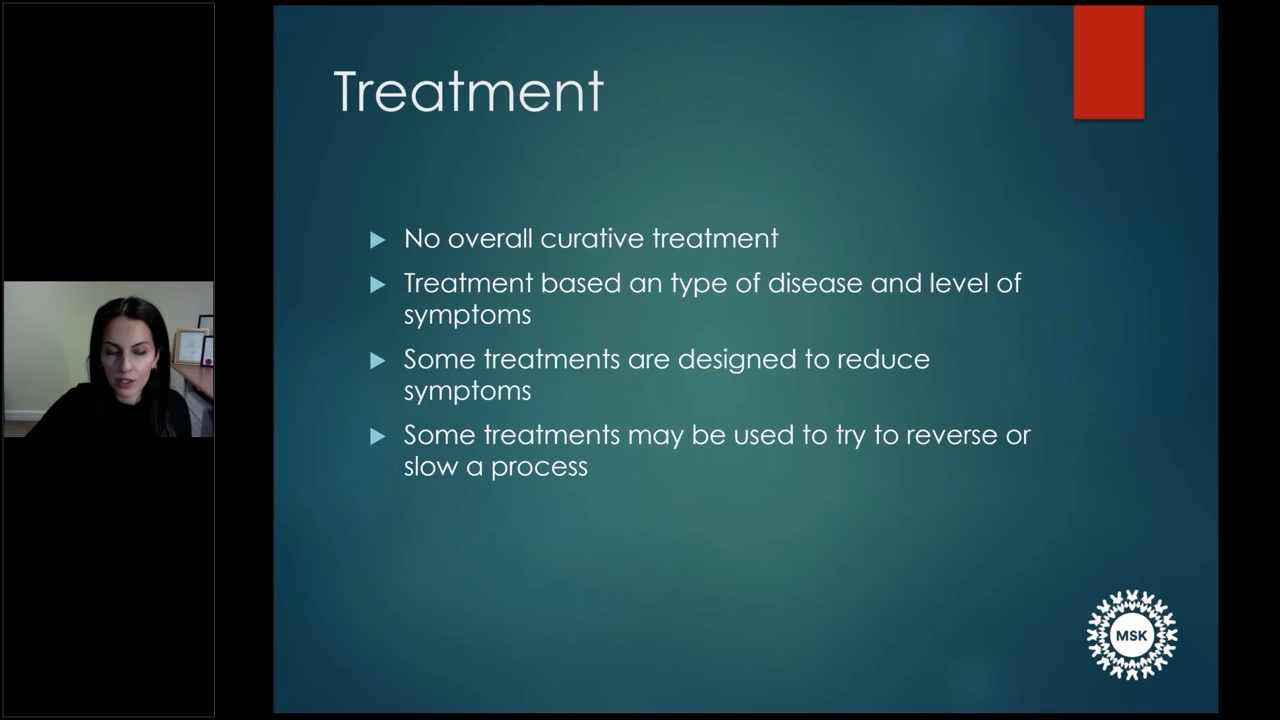 Treatment
No overall curative treatment
Treatment based an type of disease and level of
symptoms
Some treatments are designed to reduce
symptoms
Some treatments may be used to try to reverse or
slow a process
MSK